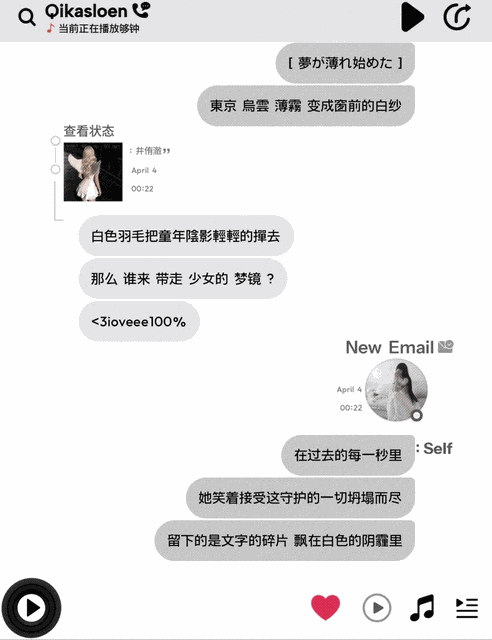 Qikasloen
当前正在播放够钟
[ 夢が薄れ始めた ]
東京 烏雲 薄霧 变成窗前的白纱
查看状态
：井侑澈”
April 4
00:22
白色羽毛把童年陰影輕輕的撣去
那么 谁来 带走 少女的 梦镜 ?
<3ioveee100%
New Email
April 4
00:22
: Self
在过去的每一秒里
她笑着接受这守护的一切坍塌而尽
留下的是文字的碎片 飘在白色的阴霾里